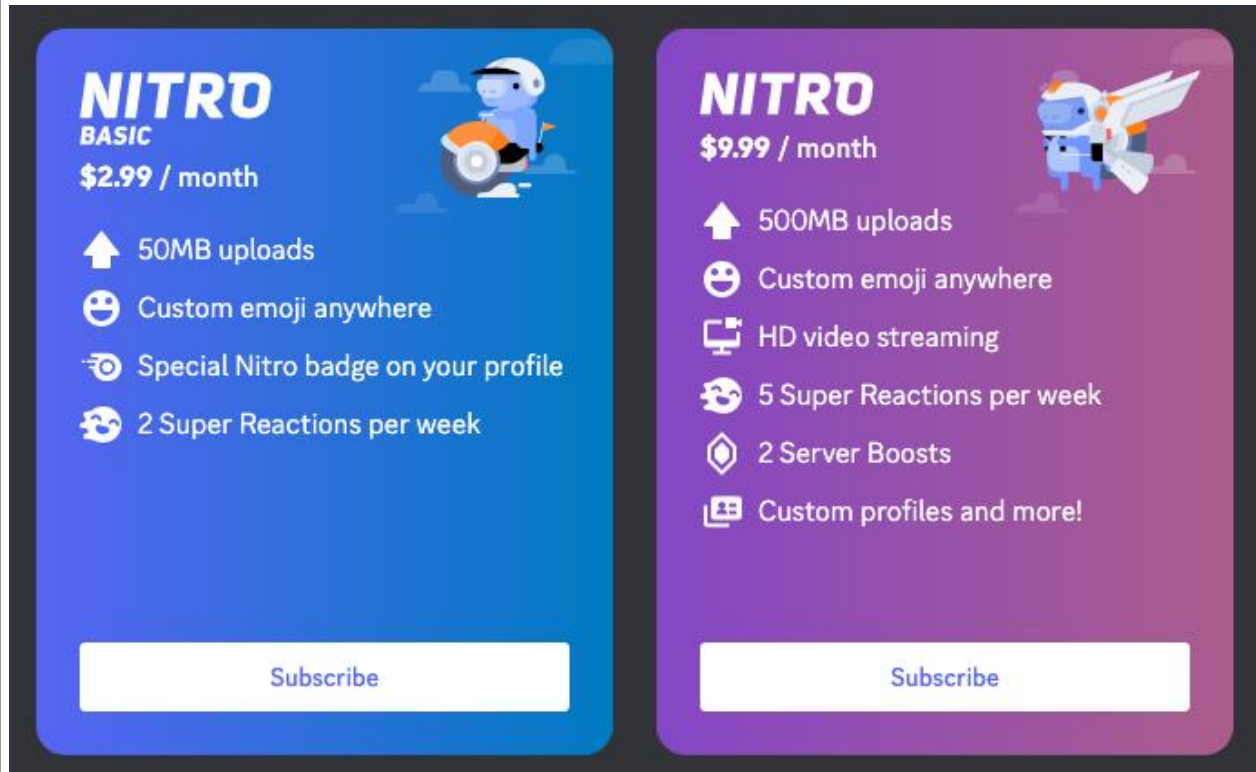 NITRO
BASIC
$2.99 / month
50MB uploads
Custom emoji anywhere
Special Nitro badge on your profile
2 Super Reactions per week
Subscribe
NITRO
$9.99 / month
500MB uploads
Custom emoji anywhere
HD video streaming
5 Super Reactions per week
2 Server Boosts
Custom profiles and more!
Subscribe